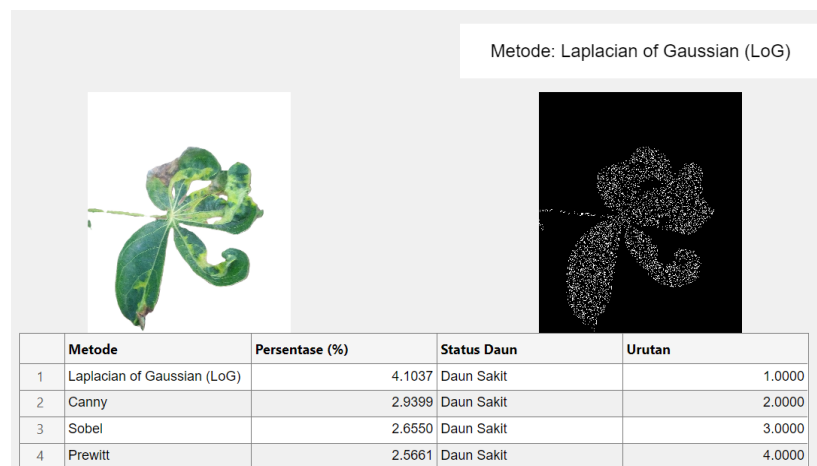 Metode: Laplacian of Gaussian (LoG)
Metode Persentase (%) Status Daun Urutan
1 Laplacian of Gaussian (LoG) 4.1037 Daun Sakit 1.0000
2 Canny 2.9399 Daun Sakit 2.0000
3 Sobel 2.6550 Daun Sakit 3.0000
4 Prewitt 2.5661 Daun Sakit 4.0000